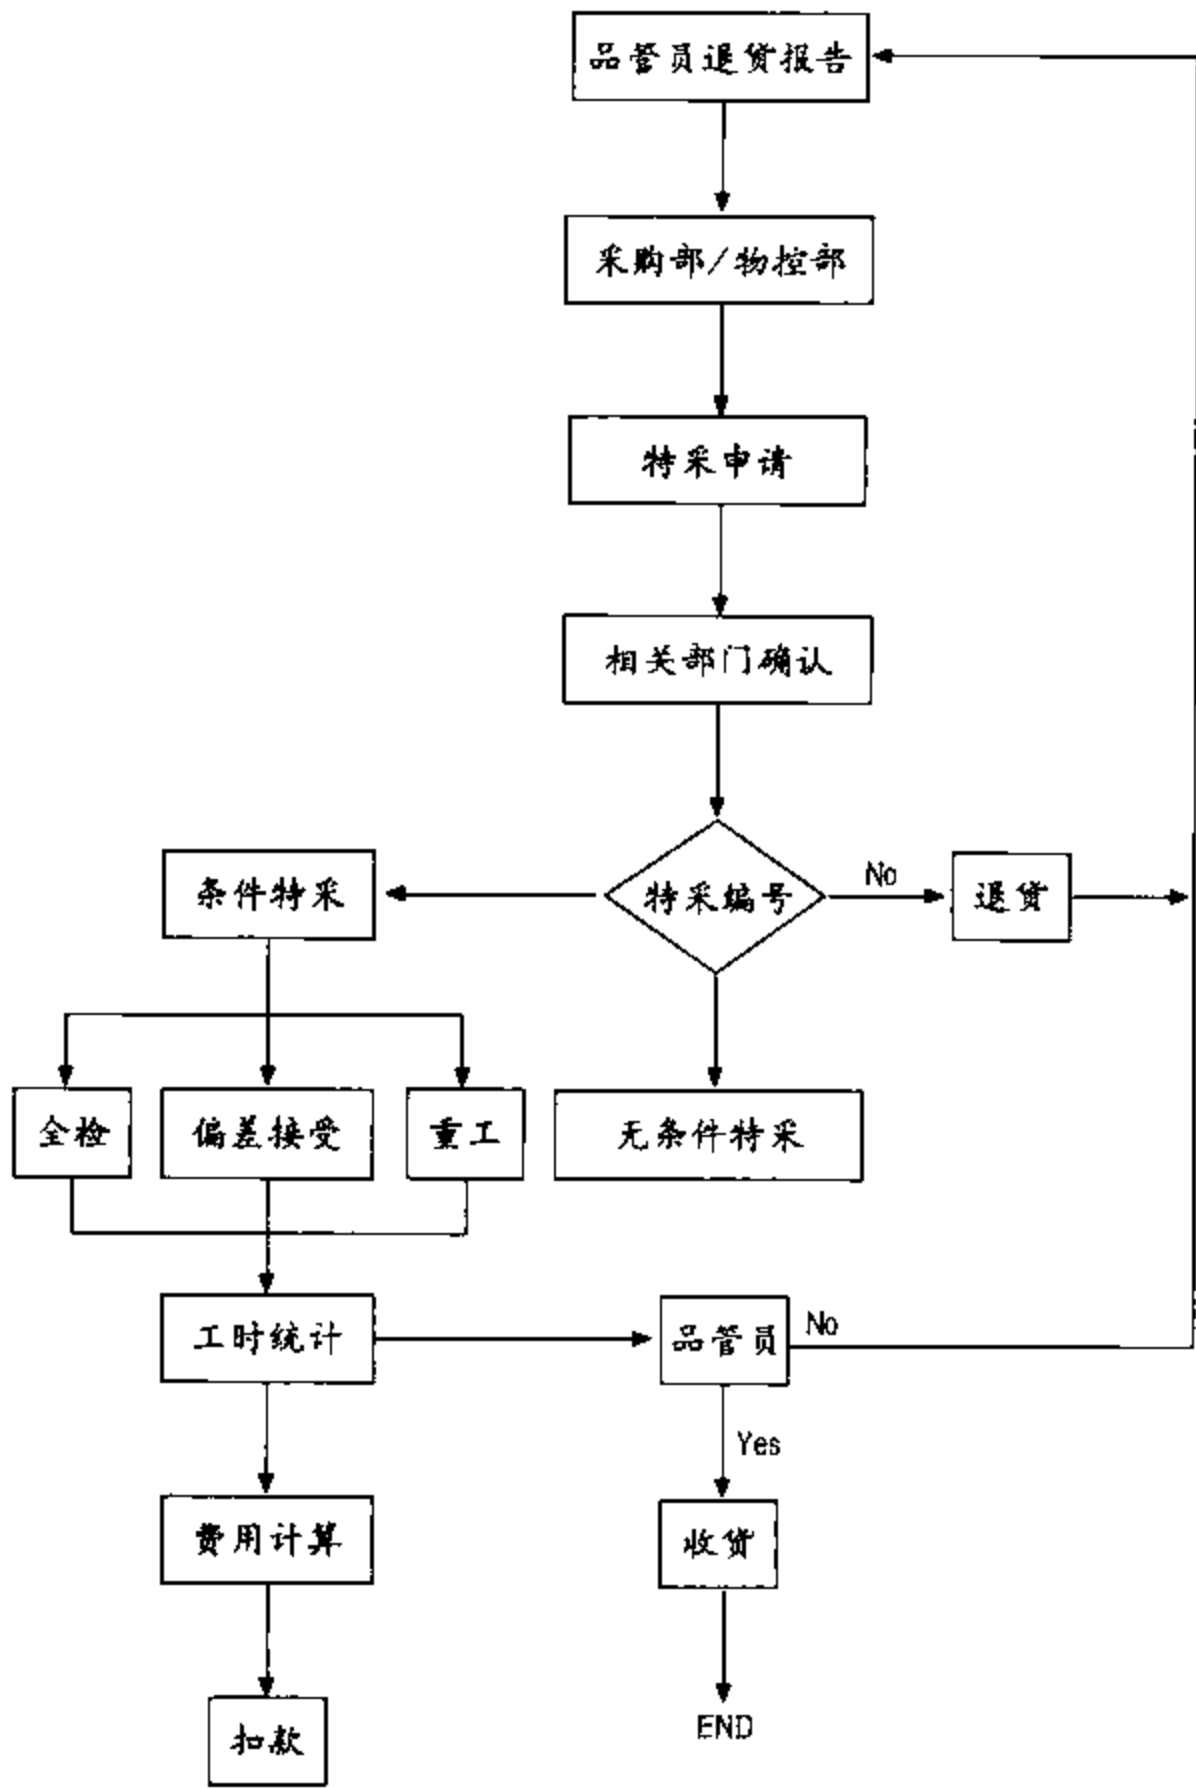 品管员退货报告
采购部/物控部
特采申请
相关部门确认
条件特采
特采编号
No
退货
全检
偏差接受
重工
无条件特采
工时统计
品管员
No
Yes
费用计算
收货
扣款
END